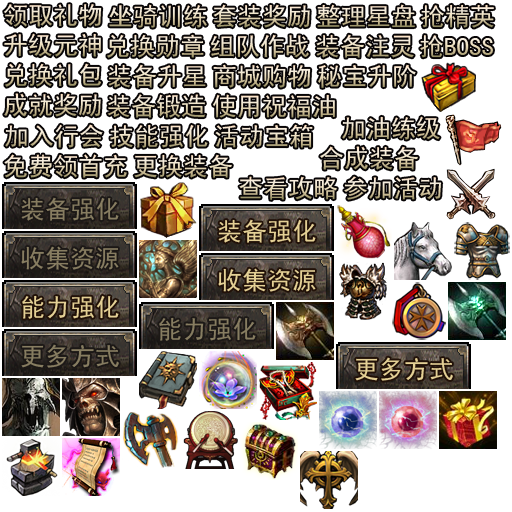 领取礼物 坐骑训练 套装奖励 整理星盘 抢精英
升级元神 兑换勋章 组队作战 装备注灵 抢BOSS
兑换礼包 装备升星 商城购物 秘宝升阶
成就奖励 装备锻造 使用祝福油
加油练级
加入行会 技能强化 活动宝箱
合成装备
免费领首充 更换装备
查看攻略 参加活动
装备强化
装备强化
收集资源
收集资源
能力强化
能力强化
更多方式
更多方式